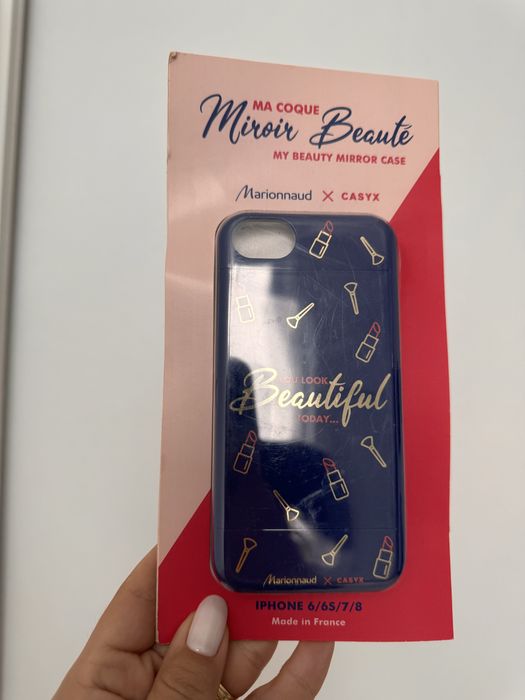 MA COQUE
Miroir Beauté
MY BEAUTY MIRROR CASE
Marionnaud X CASYX
YOU LOOK
Beautiful
TODAY...
Marionnaud X CASYX
IPHONE 6/6S/7/8
Made in France